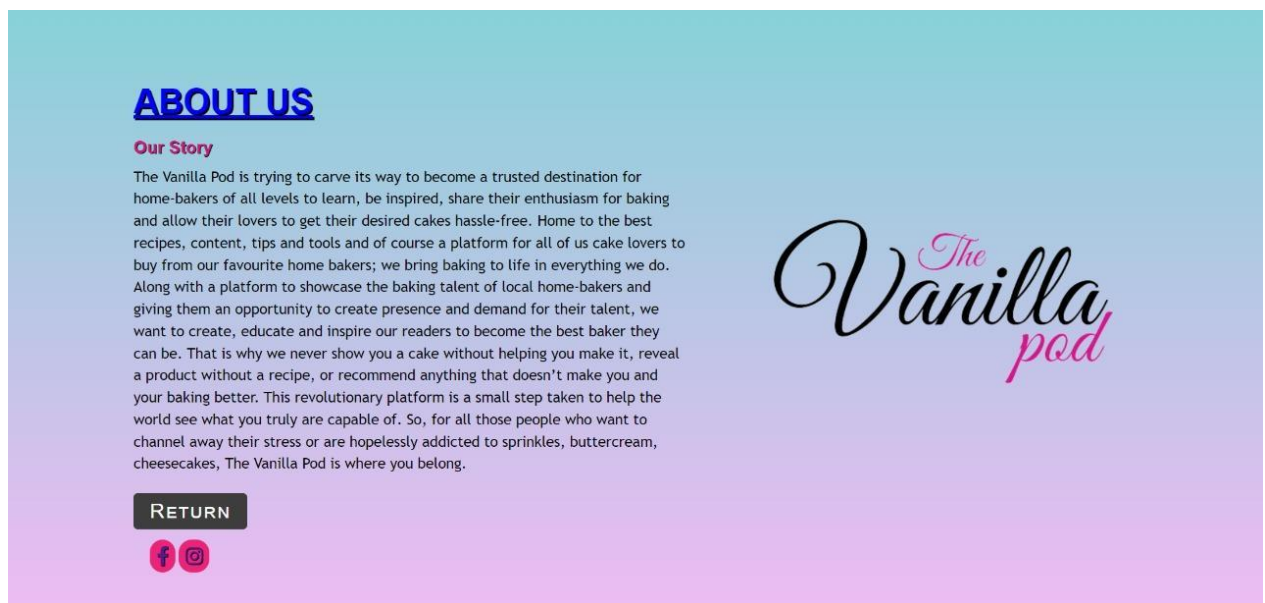 ABOUT US
Our Story
The Vanilla Pod is trying to carve its way to become a trusted destination for
home-bakers of all levels to learn, be inspired, share their enthusiasm for baking
and allow their lovers to get their desired cakes hassle-free. Home to the best
recipes, content, tips and tools and of course a platform for all of us cake lovers to
buy from our favourite home bakers; we bring baking to life in everything we do.
Along with a platform to showcase the baking talent of local home-bakers and
giving them an opportunity to create presence and demand for their talent, we
want to create, educate and inspire our readers to become the best baker they
can be. That is why we never show you a cake without helping you make it, reveal
a product without a recipe, or recommend anything that doesn’t make you and
your baking better. This revolutionary platform is a small step taken to help the
world see what you truly are capable of. So, for all those people who want to
channel away their stress or are hopelessly addicted to sprinkles, buttercream,
cheesecakes, The Vanilla Pod is where you belong.
RETURN
The
Vanilla
pod